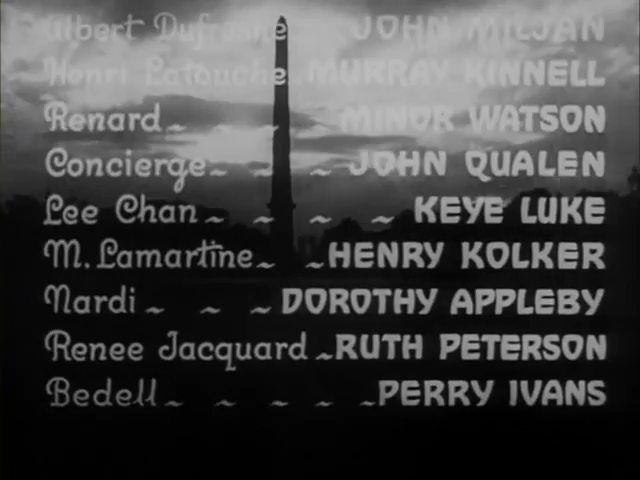 Albert Dufresne JOHN MILJAN
Henri Latouche MURRAY KINNELL
Renard ~ ~ ~ MINOR WATSON
Concierge ~ ~ ~ JOHN QUALEN
Lee Chan ~ ~ ~ ~ KEYE LUKE
M. Lamartine ~ ~ HENRY KOLKER
Nardi ~ ~ ~ DOROTHY APPLEBY
Renee Jacquard ~ RUTH PETERSON
Bedell ~ ~ ~ ~ ~ PERRY IVANS